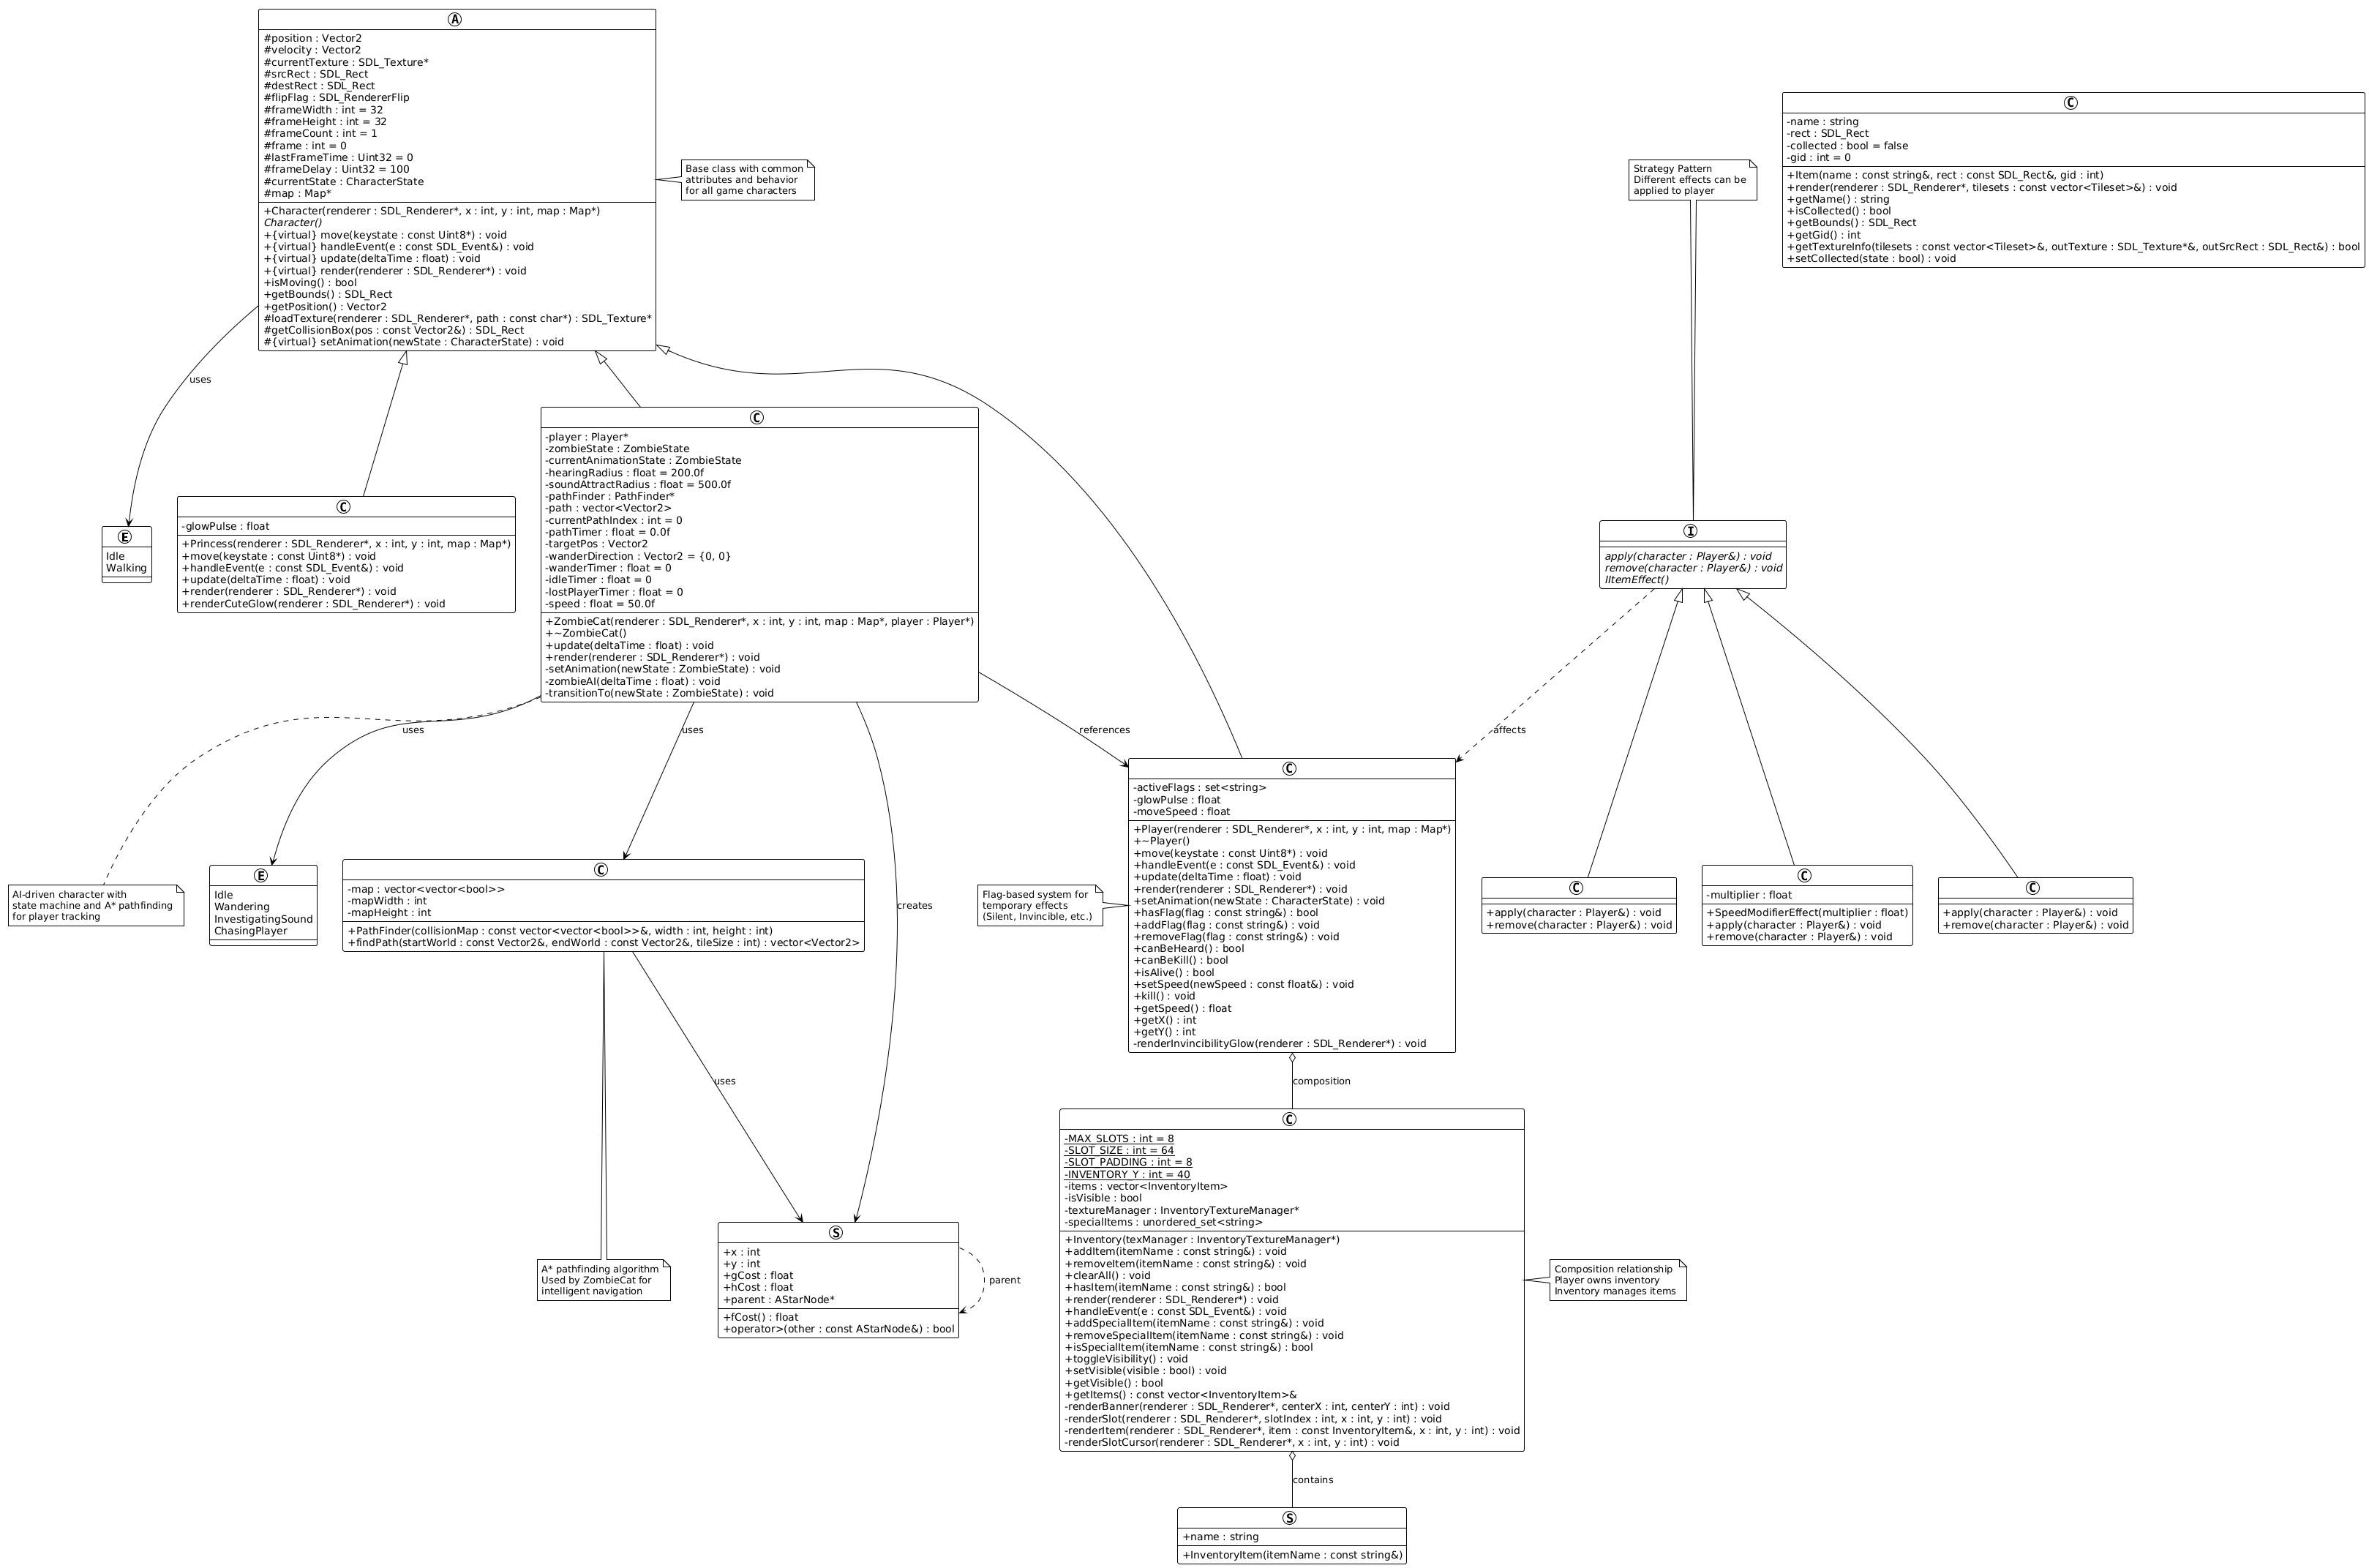 A
#position : Vector2
#velocity : Vector2
#currentTexture : SDL_Texture*
#srcRect : SDL_Rect
#destRect : SDL_Rect
#flipFlag : SDL_RendererFlip
#frameWidth : int = 32
#frameHeight : int = 32
#frameCount : int = 1
#frame : int = 0
#lastFrameTime : Uint32 = 0
#frameDelay : Uint32 = 100
#currentState : CharacterState
#map : Map*
+Character(renderer : SDL_Renderer*, x : int, y : int, map : Map*)
Character()
+{virtual} move(keystate : const Uint8*) : void
+{virtual} handleEvent(e : const SDL_Event&) : void
+{virtual} update(deltaTime : float) : void
+{virtual} render(renderer : SDL_Renderer*) : void
+isMoving() : bool
+getBounds() : SDL_Rect
+getPosition() : Vector2
#loadTexture(renderer : SDL_Renderer*, path : const char*) : SDL_Texture*
#getCollisionBox(pos : const Vector2&) : SDL_Rect
#{virtual} setAnimation(newState : CharacterState) : void
Base class with common
attributes and behavior
for all game characters
Strategy Pattern
Different effects can be
applied to player
C
-name : string
-rect : SDL_Rect
-collected : bool = false
-gid : int = 0
+Item(name : const string&, rect : const SDL_Rect&, gid : int)
+render(renderer : SDL_Renderer*, tilesets : const vector<Tileset>&) : void
+getName() : string
+isCollected() : bool
+getBounds() : SDL_Rect
+getGid() : int
+getTextureInfo(tilesets : const vector<Tileset>&, outTexture : SDL_Texture*&, outSrcRect : SDL_Rect&) : bool
+setCollected(state : bool) : void
uses
E
Idle
Walking
C
-glowPulse : float
+Princess(renderer : SDL_Renderer*, x : int, y : int, map : Map*)
+move(keystate : const Uint8*) : void
+handleEvent(e : const SDL_Event&) : void
+update(deltaTime : float) : void
+render(renderer : SDL_Renderer*) : void
+renderCuteGlow(renderer : SDL_Renderer*) : void
C
-player : Player*
-zombieState : ZombieState
-currentAnimationState : ZombieState
-hearingRadius : float = 200.0f
-soundAttractRadius : float = 500.0f
-pathFinder : PathFinder*
-path : vector<Vector2>
-currentPathIndex : int = 0
-pathTimer : float = 0.0f
-targetPos : Vector2
-wanderDirection : Vector2 = {0, 0}
-wanderTimer : float = 0
-idleTimer : float = 0
-lostPlayerTimer : float = 0
-speed : float = 50.0f
+ZombieCat(renderer : SDL_Renderer*, x : int, y : int, map : Map*, player : Player*)
+~ZombieCat()
+update(deltaTime : float) : void
+render(renderer : SDL_Renderer*) : void
-setAnimation(newState : ZombieState) : void
-zombieAI(deltaTime : float) : void
-transitionTo(newState : ZombieState) : void
I
apply(character : Player&) : void
remove(character : Player&) : void
IItemEffect()
uses
uses
references
affects
creates
AI-driven character with
state machine and A* pathfinding
for player tracking
E
Idle
Wandering
InvestigatingSound
ChasingPlayer
C
-map : vector<vector<bool>>
-mapWidth : int
-mapHeight : int
+PathFinder(collisionMap : const vector<vector<bool>>&, width : int, height : int)
+findPath(startWorld : const Vector2&, endWorld : const Vector2&, tileSize : int) : vector<Vector2>
Flag-based system for
temporary effects
(Silent, Invincible, etc.)
C
-activeFlags : set<string>
-glowPulse : float
-moveSpeed : float
+Player(renderer : SDL_Renderer*, x : int, y : int, map : Map*)
+~Player()
+move(keystate : const Uint8*) : void
+handleEvent(e : const SDL_Event&) : void
+update(deltaTime : float) : void
+render(renderer : SDL_Renderer*) : void
+setAnimation(newState : CharacterState) : void
+hasFlag(flag : const string&) : bool
+addFlag(flag : const string&) : void
+removeFlag(flag : const string&) : void
+canBeHeard() : bool
+canBeKill() : bool
+isAlive() : bool
+setSpeed(newSpeed : const float&) : void
+kill() : void
+getSpeed() : float
+getX() : int
+getY() : int
-renderInvincibilityGlow(renderer : SDL_Renderer*) : void
C
+apply(character : Player&) : void
+remove(character : Player&) : void
C
-multiplier : float
+SpeedModifierEffect(multiplier : float)
+apply(character : Player&) : void
+remove(character : Player&) : void
C
+apply(character : Player&) : void
+remove(character : Player&) : void
uses
composition
A* pathfinding algorithm
Used by ZombieCat for
intelligent navigation
S
+x : int
+y : int
+gCost : float
+hCost : float
+parent : AStarNode*
+fCost() : float
+operator>(other : const AStarNode&) : bool
parent
C
-MAX_SLOTS : int = 8
-SLOT_SIZE : int = 64
-SLOT_PADDING : int = 8
-INVENTORY_Y : int = 40
-items : vector<InventoryItem>
-isVisible : bool
-textureManager : InventoryTextureManager*
-specialItems : unordered_set<string>
+Inventory(texManager : InventoryTextureManager*)
+addItem(itemName : const string&) : void
+removeItem(itemName : const string&) : void
+clearAll() : void
+hasItem(itemName : const string&) : bool
+render(renderer : SDL_Renderer*) : void
+handleEvent(e : const SDL_Event&) : void
+addSpecialItem(itemName : const string&) : void
+removeSpecialItem(itemName : const string&) : void
+isSpecialItem(itemName : const string&) : bool
+toggleVisibility() : void
+setVisible(visible : bool) : void
+getVisible() : bool
+getItems() : const vector<InventoryItem>&
-renderBanner(renderer : SDL_Renderer*, centerX : int, centerY : int) : void
-renderSlot(renderer : SDL_Renderer*, slotIndex : int, x : int, y : int) : void
-renderItem(renderer : SDL_Renderer*, item : const InventoryItem&, x : int, y : int) : void
-renderSlotCursor(renderer : SDL_Renderer*, x : int, y : int) : void
Composition relationship
Player owns inventory
Inventory manages items
contains
S
+name : string
+InventoryItem(itemName : const string&)